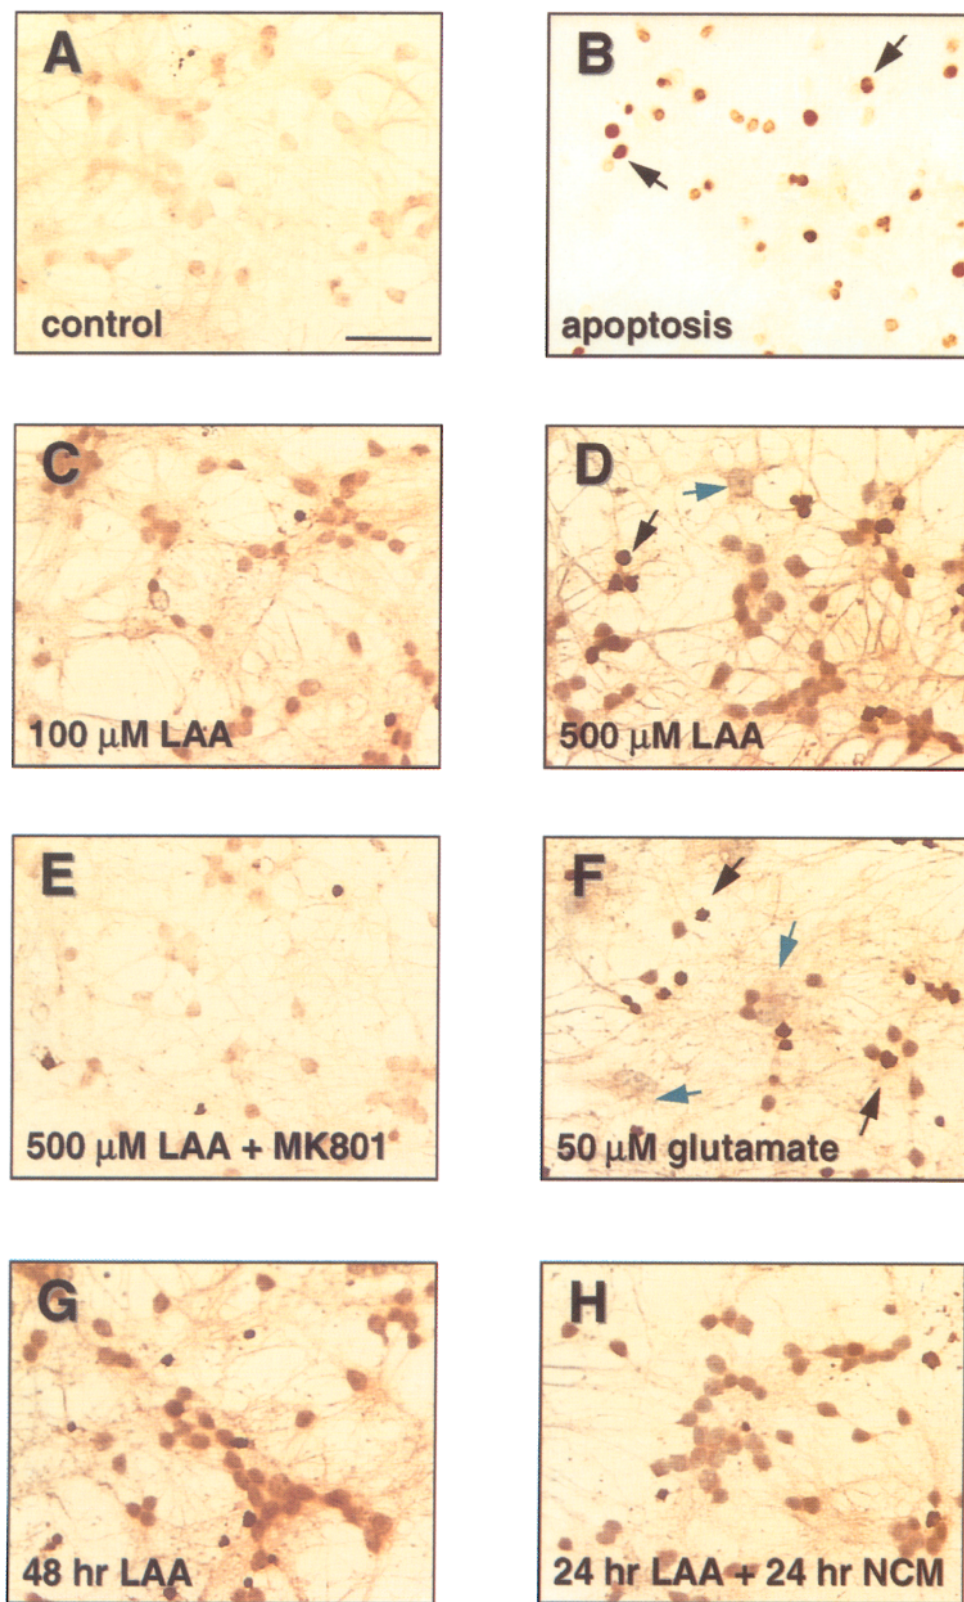 A
control
B
apoptosis
C
100 μM LAA
D
500 μM LAA
E
500 μM LAA + MK801
F
50 μM glutamate
G
48 hr LAA
H
24 hr LAA + 24 hr NCM